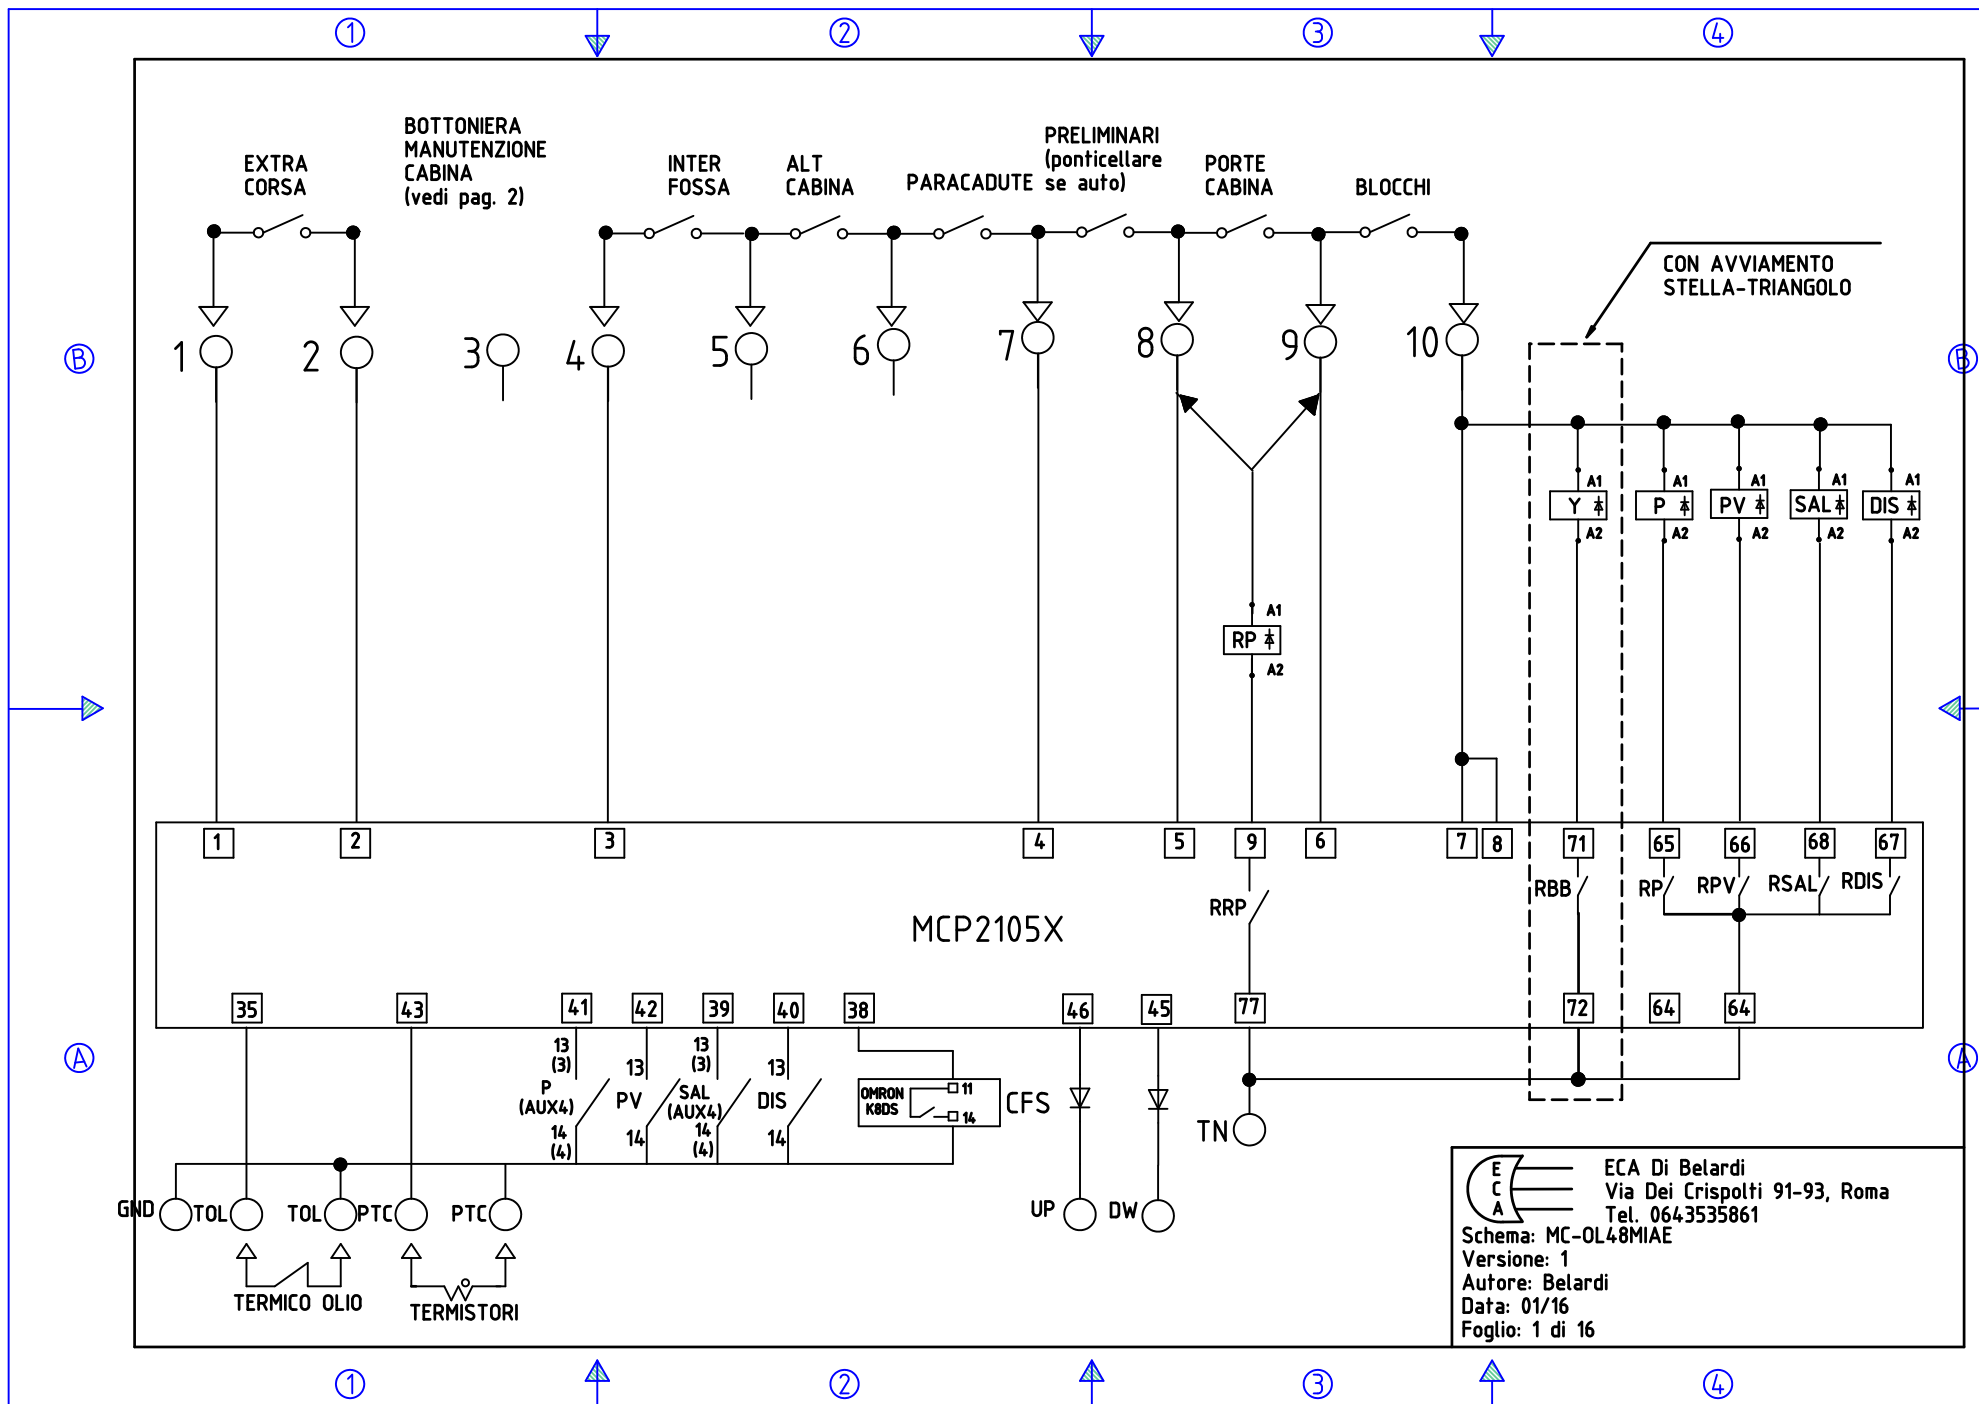 1
2
3
4
BOTTONIERA
MANUTENZIONE
CABINA
(vedi pag. 2)
EXTRA
CORSA
INTER
FOSSA
ALT
CABINA
PARACADUTE
PRELIMINARI
(ponticellare
se auto)
PORTE
CABINA
BLOCCHI
CON AVVIAMENTO
STELLA-TRIANGOLO
B
1
2
3
4
5
6
7
8
9
10
B
A1
A1
A1
A1
A1
Y
P
PV
SAL
DIS
A2
A2
A2
A2
A2
A1
RP
A2
1
2
3
4
5
9
6
7
8
71
65
66
68
67
RRP
RBB
RP
RPV
RSAL
RDIS
MCP2105X
35
43
41
42
39
40
38
46
45
77
72
64
64
A
13
(3)
P
(AUX4)
14
(4)
13
PV
14
13
(3)
SAL
(AUX4)
14
(4)
13
DIS
14
OMRON
K8DS
11
14
CFS
TN
A
GND
TOL
TOL
PTC
PTC
UP
DW
TERMICO OLIO
TERMISTORI
E
C
A
ECA Di Belardi
Via Dei Crispolti 91-93, Roma
Tel. 0643535861
Schema: MC-OL48MIAE
Versione: 1
Autore: Belardi
Data: 01/16
Foglio: 1 di 16
1
2
3
4